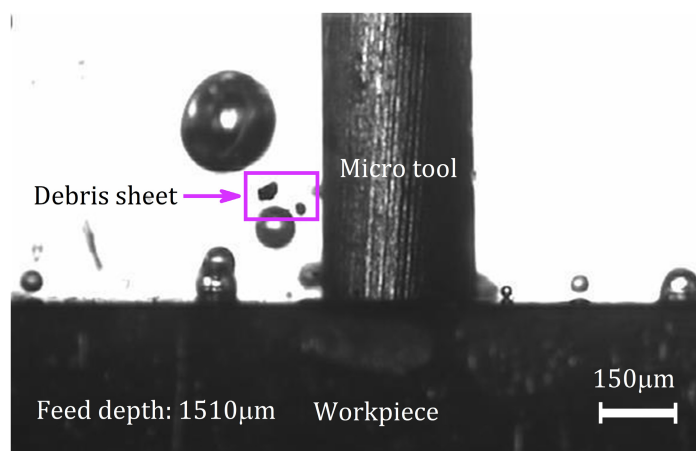 Micro tool
Debris sheet
150μm
Feed depth: 1510μm
Workpiece